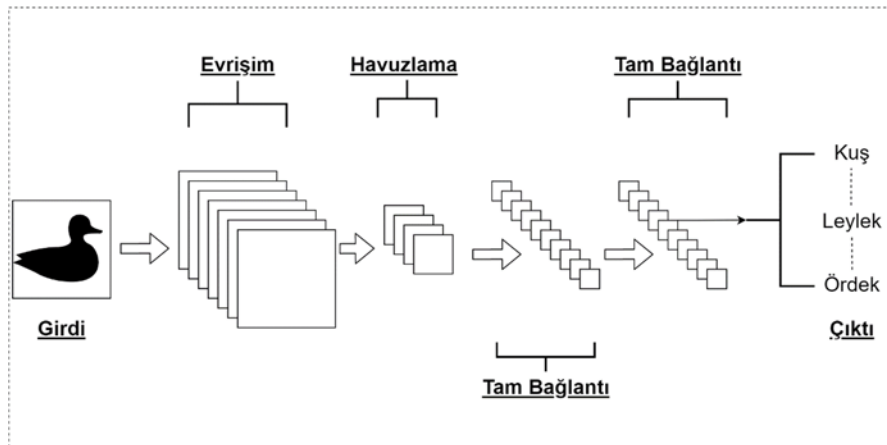 Evrişim
Havuzlama
Tam Bağlantı
Kuş
Leylek
Ördek
Girdi
Çıktı
Tam Bağlantı